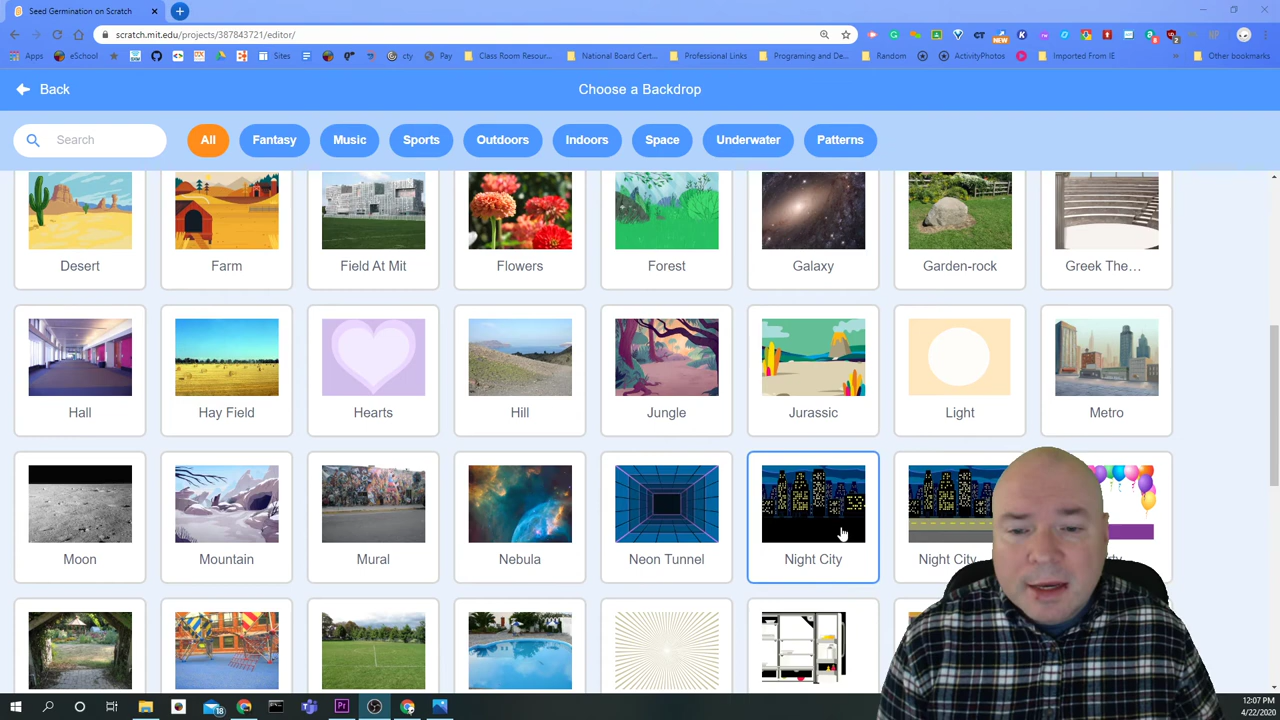 Seed Germination on Scratch
scratch.mit.edu/projects/387843721/editor/
Apps eSchool Sites cty Pay Class Room Resour... National Board Cert... Professional Links Programing and De... Random ActivityPhotos Imported From IE » Other bookmarks
NEW
Back
Choose a Backdrop
Search All Fantasy Music Sports Outdoors Indoors Space Underwater Patterns
Desert Farm Field At Mit Flowers Forest Galaxy Garden-rock Greek The...
Hall Hay Field Hearts Hill Jungle Jurassic Light Metro
Moon Mountain Mural Nebula Neon Tunnel Night City Night City
12:07 PM
4/22/2020